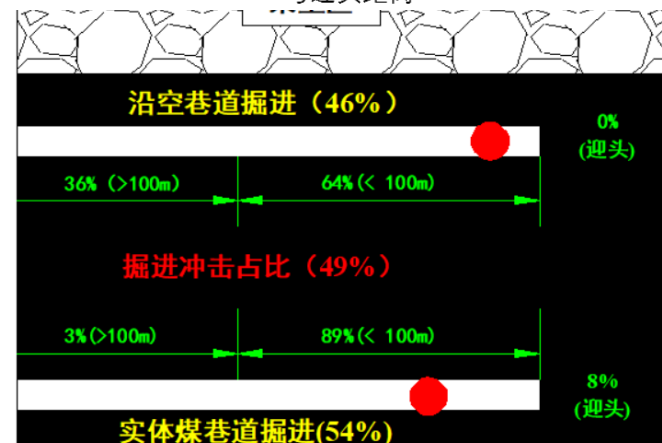 沿空巷道掘进（46%）
0%
(迎头)
36% (>100m)
64%(< 100m)
掘进冲击占比（49%）
3%(>100m)
89%(< 100m)
8%
(迎头)
实体煤巷道掘进(54%)